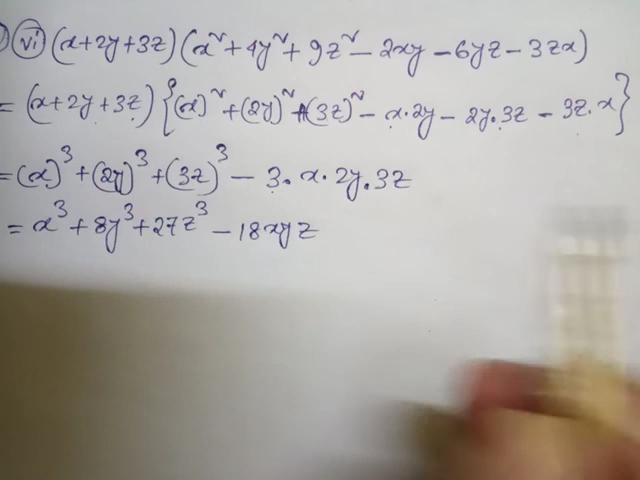 (vi) (x+2y+3z)(x²+4y²+9z²-2xy-6yz-3zx)
= (x+2y+3z){(x)²+(2y)²+(3z)²-x·2y-2y·3z-3z·x}
= (x)³+(2y)³+(3z)³-3·x·2y·3z
= x³+8y³+27z³-18xyz